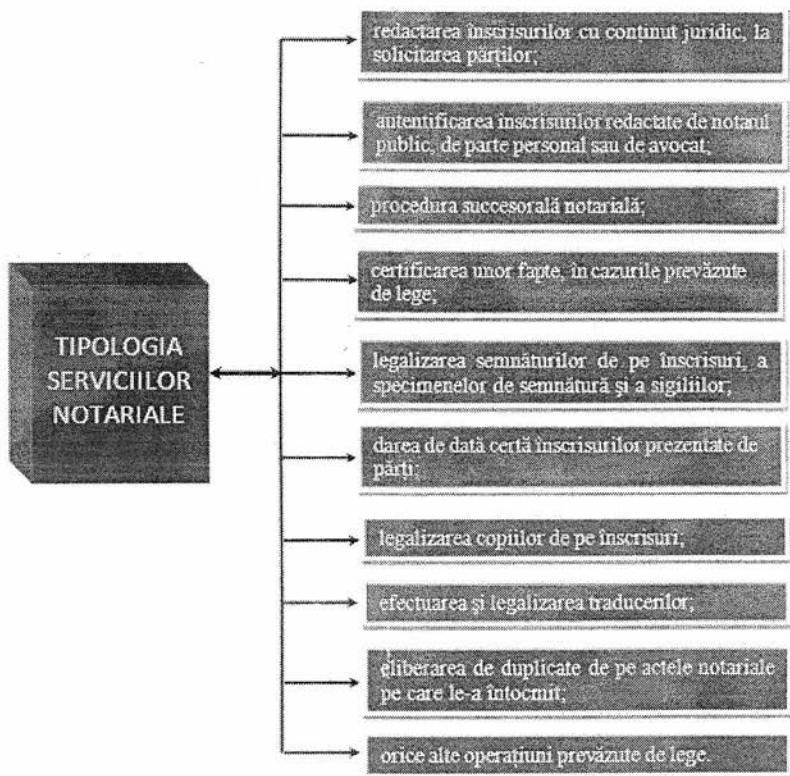 TIPOLOGIA
SERVICIILOR
NOTARIALE
redactarea înscrisurilor cu conținut juridic, la
solicitarea părților;
autentificarea înscrisurilor redactate de notarul
public, de parte personal sau de avocat;
procedura succesorală notarială;
certificarea unor fapte, în cazurile prevăzute
de lege;
legalizarea semnăturilor de pe înscrisuri, a
specimenelor de semnătură și a sigiliilor;
darea de dată certă înscrisurilor prezentate de
părți;
legalizarea copiilor de pe înscrisuri;
efectuarea și legalizarea traducerilor;
eliberarea de duplicate de pe actele notariale
pe care le-a întocmit;
orice alte operațiuni prevăzute de lege.